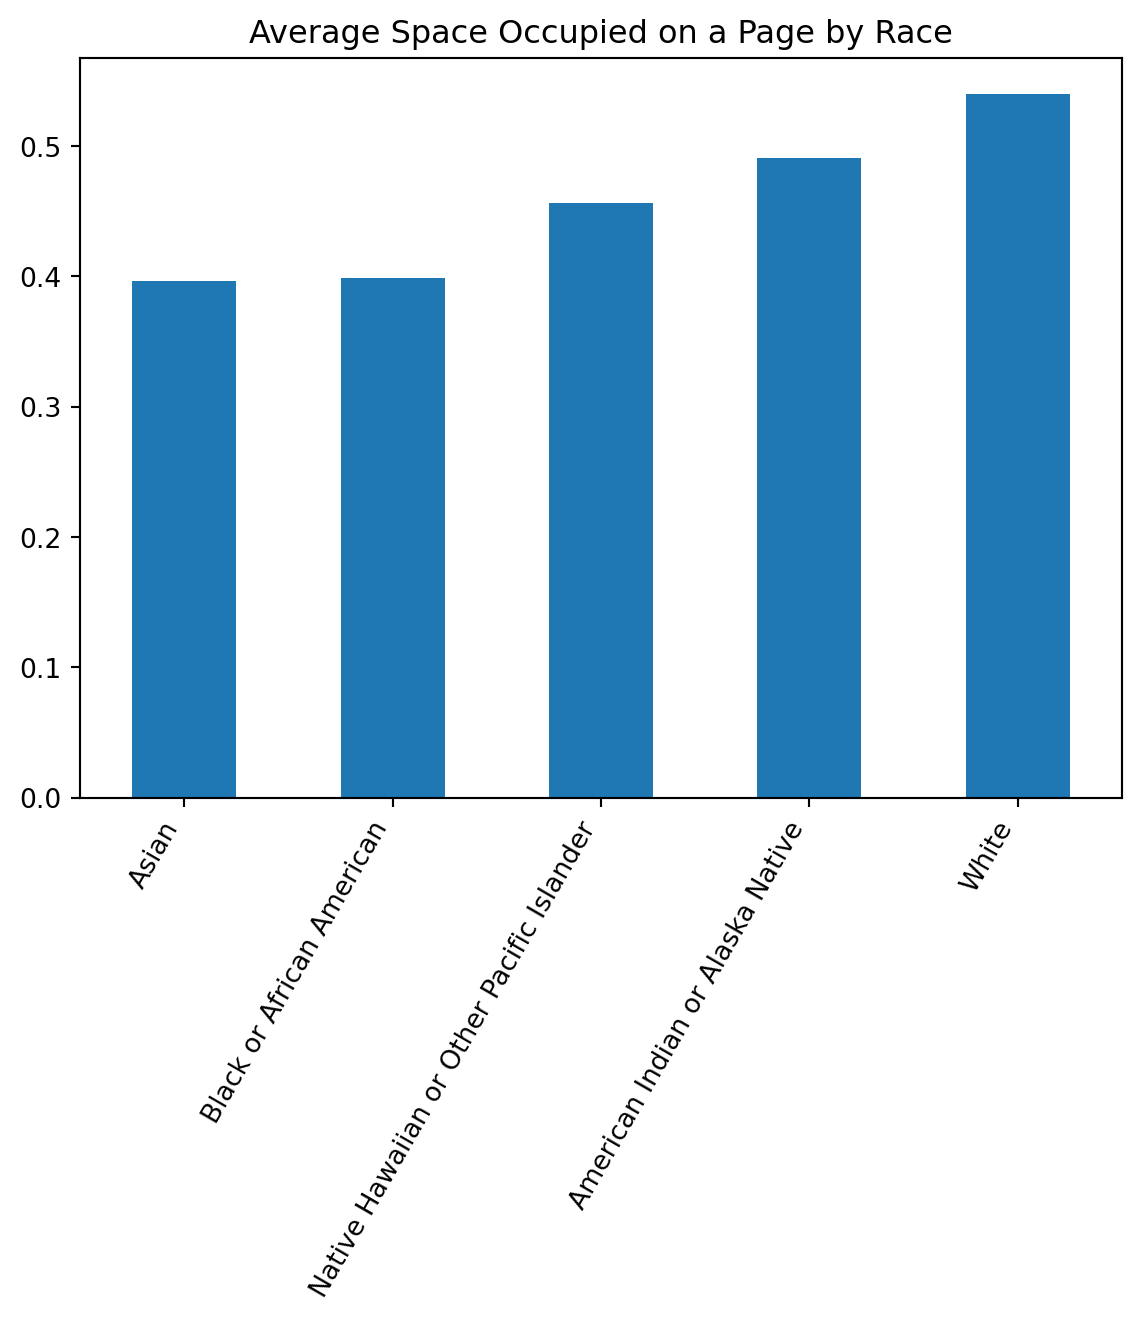 Average Space Occupied on a Page by Race
0.5
0.4
0.3
0.2
0.1
0.0
Asian
Black or African American
Native Hawaiian or Other Pacific Islander
American Indian or Alaska Native
White